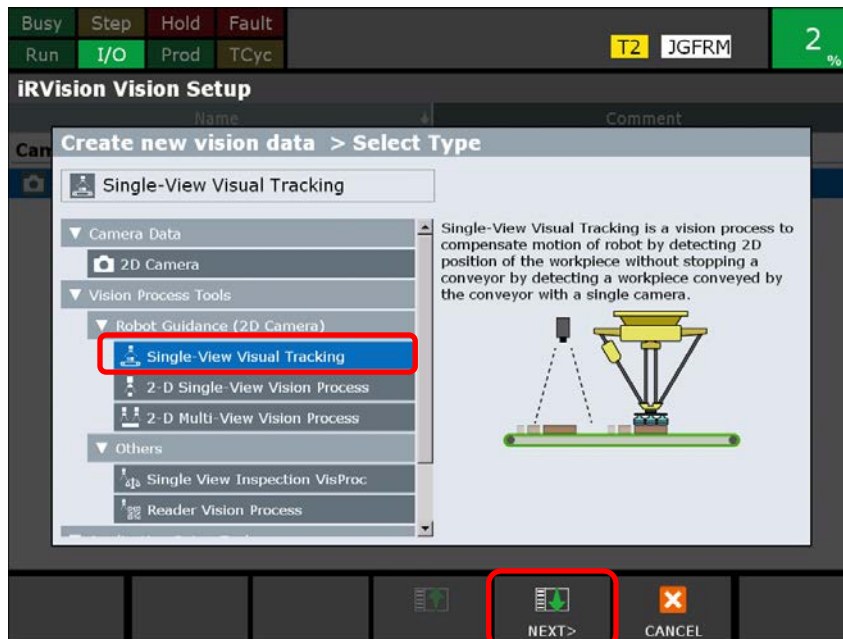 Busy Step Hold Fault
Run I/O Prod TCyc
T2 JGFRM
2 %
iRVision Vision Setup
Name Comment
Cam
Create new vision data > Select Type
Single-View Visual Tracking
▼ Camera Data
2D Camera
▼ Vision Process Tools
▼ Robot Guidance (2D Camera)
Single-View Visual Tracking
2-D Single-View Vision Process
2-D Multi-View Vision Process
▼ Others
Single View Inspection VisProc
Reader Vision Process
Single-View Visual Tracking is a vision process to
compensate motion of robot by detecting 2D
position of the workpiece without stopping a
conveyor by detecting a workpiece conveyed by
the conveyor with a single camera.
NEXT> CANCEL